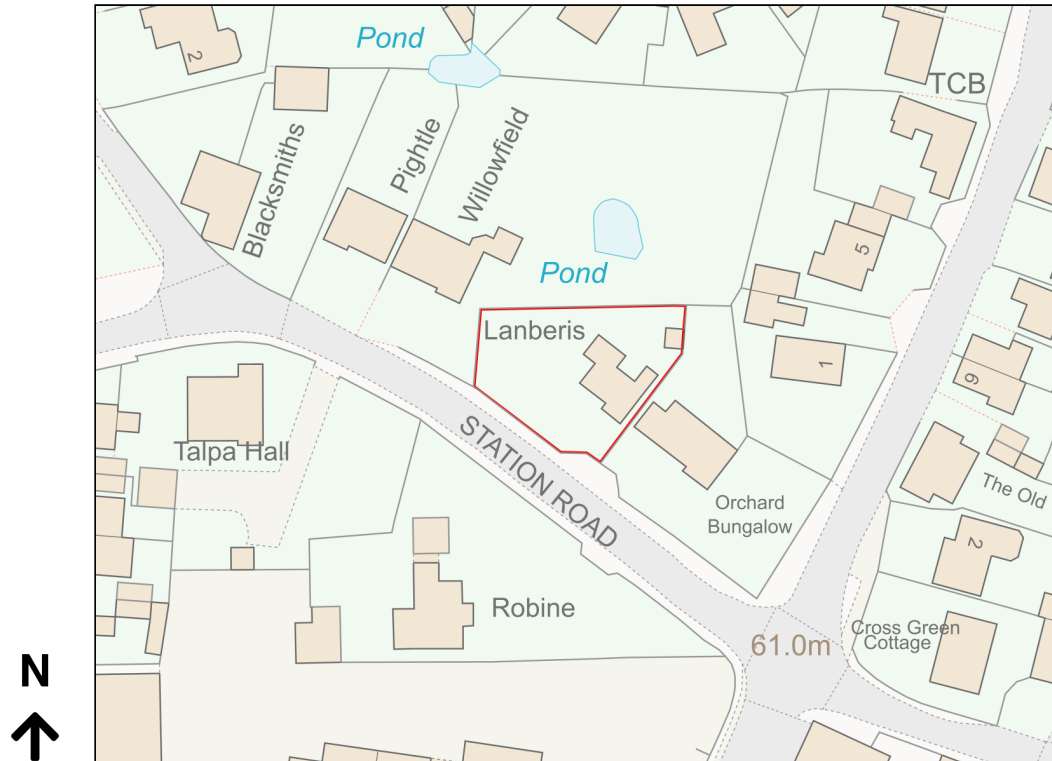 Pond
2
TCB
Blacksmiths
Pightle
Willowfield
5
Pond
Lanberis
1
9
STATION ROAD
Talpa Hall
The Old
Orchard
Bungalow
2
Robine
Cross Green
Cottage
61.0m
N